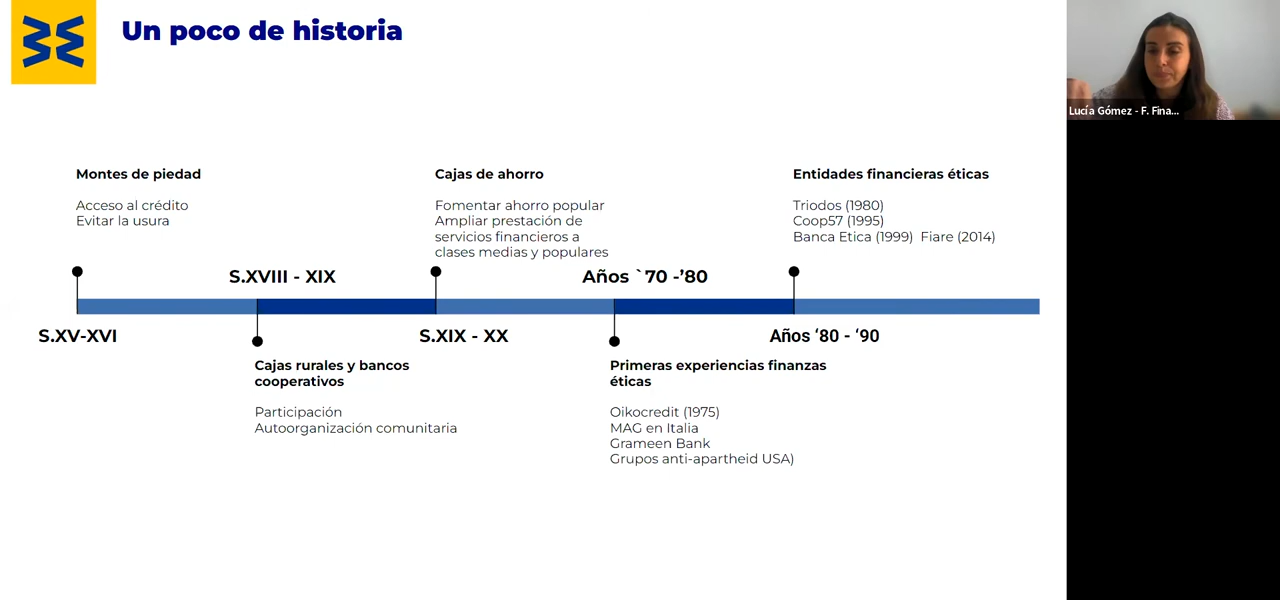 Un poco de historia
Lucía Gómez - F. Fina...
Montes de piedad
Acceso al crédito
Evitar la usura
Cajas de ahorro
Fomentar ahorro popular
Ampliar prestación de
servicios financieros a
clases medias y populares
Entidades financieras éticas
Triodos (1980)
Coop57 (1995)
Banca Etica (1999)  Fiare (2014)
S.XVIII - XIX
Años `70 -'80
S.XV-XVI
S.XIX - XX
Años ‘80 - ‘90
Cajas rurales y bancos
cooperativos
Participación
Autoorganización comunitaria
Primeras experiencias finanzas
éticas
Oikocredit (1975)
MAG en Italia
Grameen Bank
Grupos anti-apartheid USA)